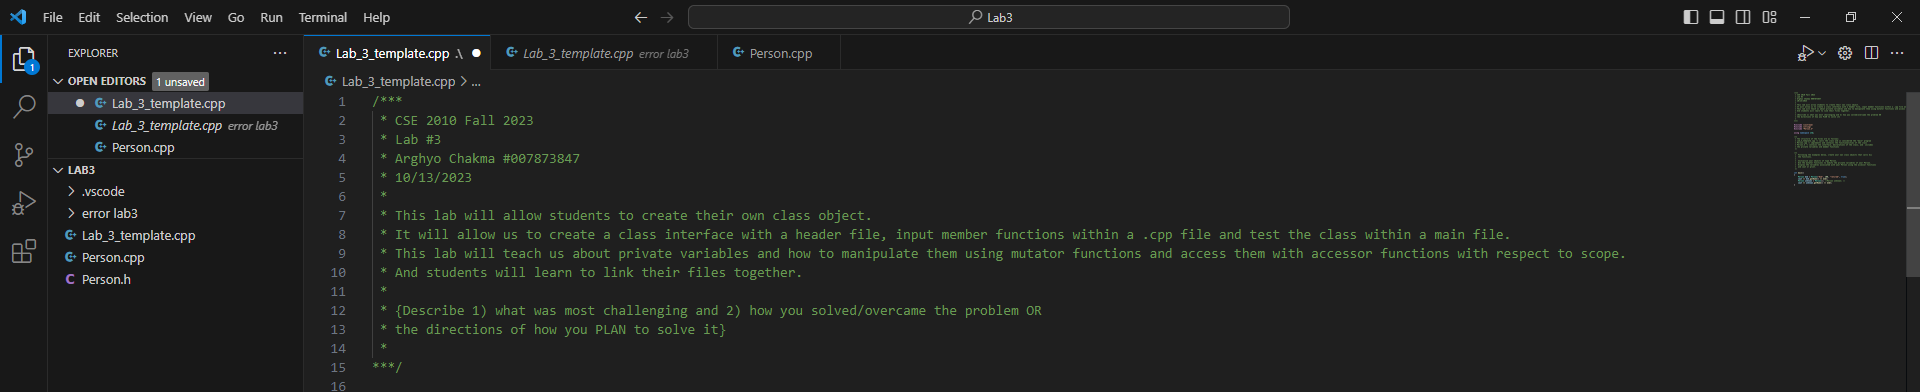 File Edit Selection View Go Run Terminal Help
Lab3
EXPLORER
OPEN EDITORS 1 unsaved
Lab_3_template.cpp
Lab_3_template.cpp error lab3
Person.cpp
LAB3
.vscode
error lab3
Lab_3_template.cpp
Person.cpp
Person.h
1
Lab_3_template.cpp .\ Lab_3_template.cpp error lab3 Person.cpp
Lab_3_template.cpp > ...
1 /***
2 * CSE 2010 Fall 2023
3 * Lab #3
4 * Arghyo Chakma #007873847
5 * 10/13/2023
6 *
7 * This lab will allow students to create their own class object.
8 * It will allow us to create a class interface with a header file, input member functions within a .cpp file and test the class within a main file.
9 * This lab will teach us about private variables and how to manipulate them using mutator functions and access them with accessor functions with respect to scope.
10 * And students will learn to link their files together.
11 *
12 * {Describe 1) what was most challenging and 2) how you solved/overcame the problem OR
13 * the directions of how you PLAN to solve it}
14 *
15 ***/
16